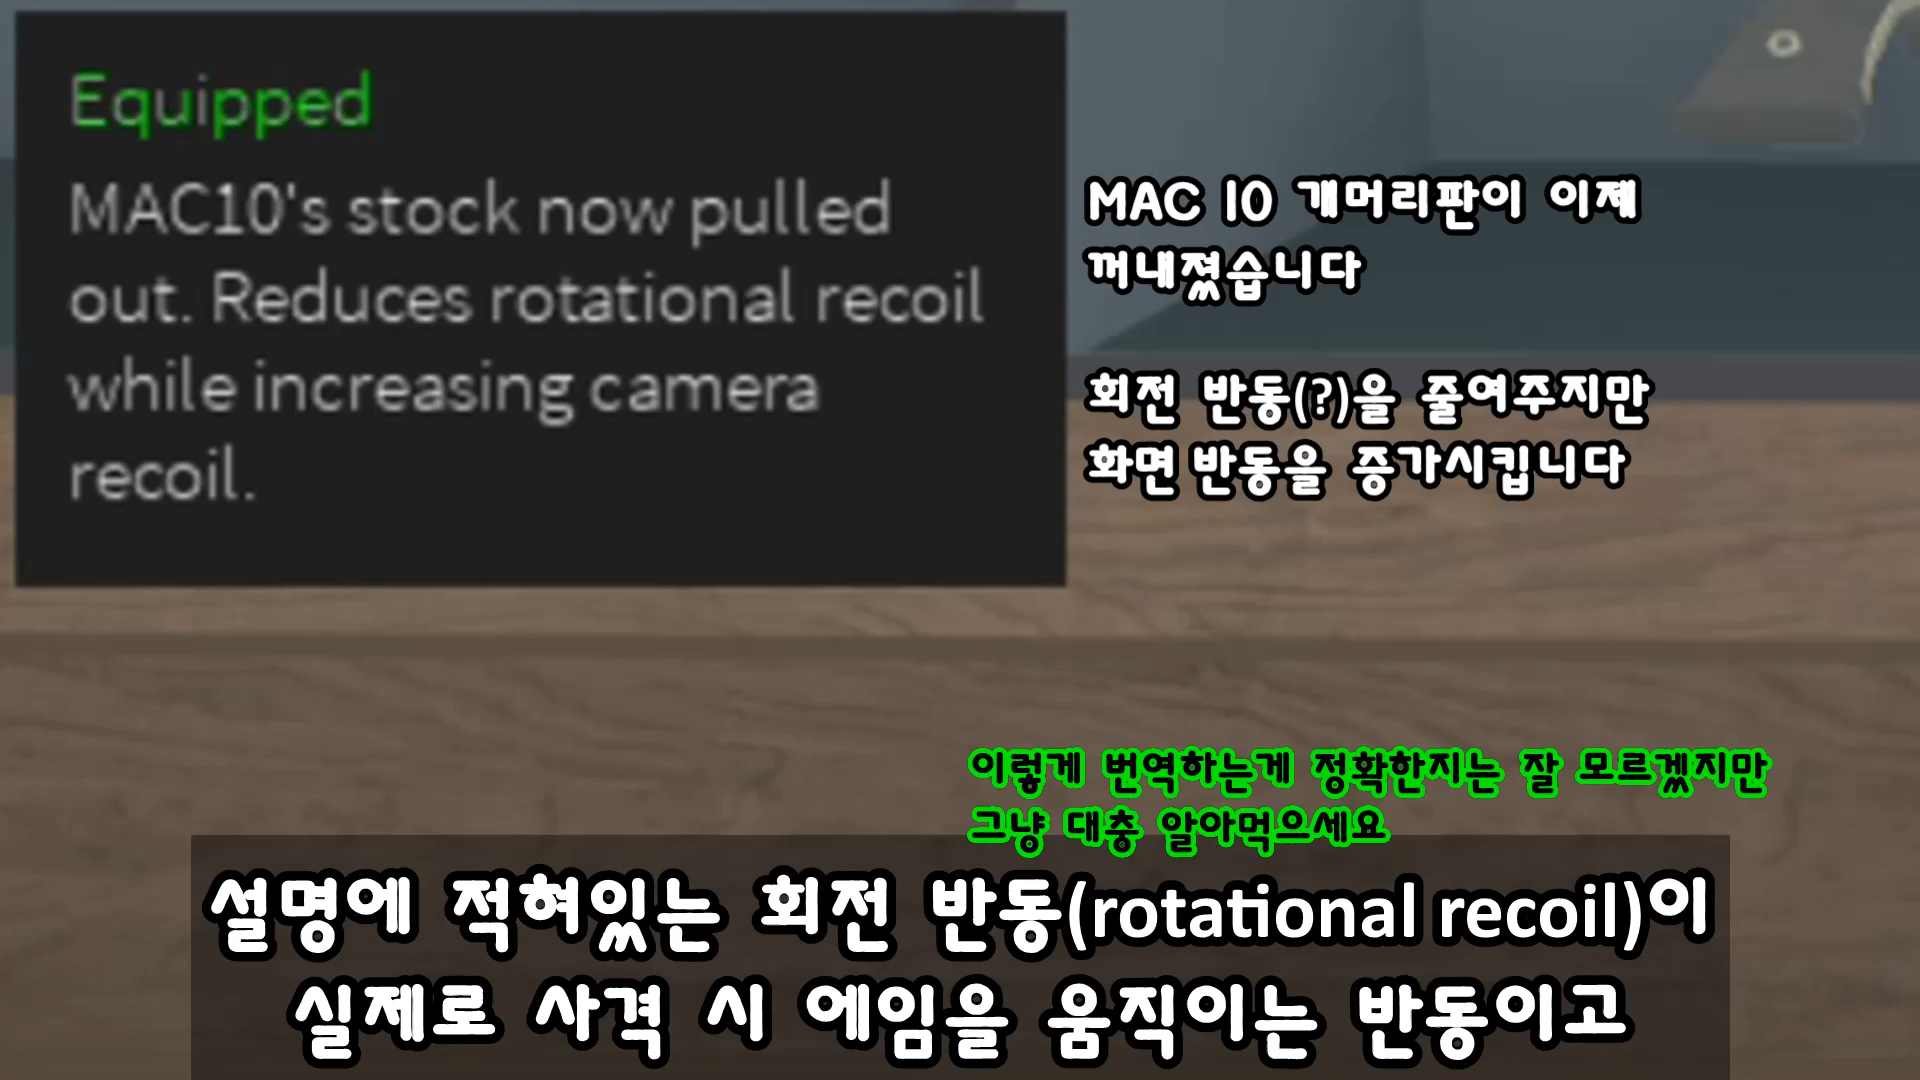 Equipped
MAC10's stock now pulled
out. Reduces rotational recoil
while increasing camera
recoil.
MAC 10 개머리판이 이제
꺼내졌습니다
회전 반동(?)을 줄여주지만
화면 반동을 증가시킵니다
이렇게 번역하는게 정확한지는 잘 모르겠지만
그냥 대충 알아먹으세요
설명에 적혀있는 회전 반동(rotational recoil)이
실제로 사격 시 에임을 움직이는 반동이고